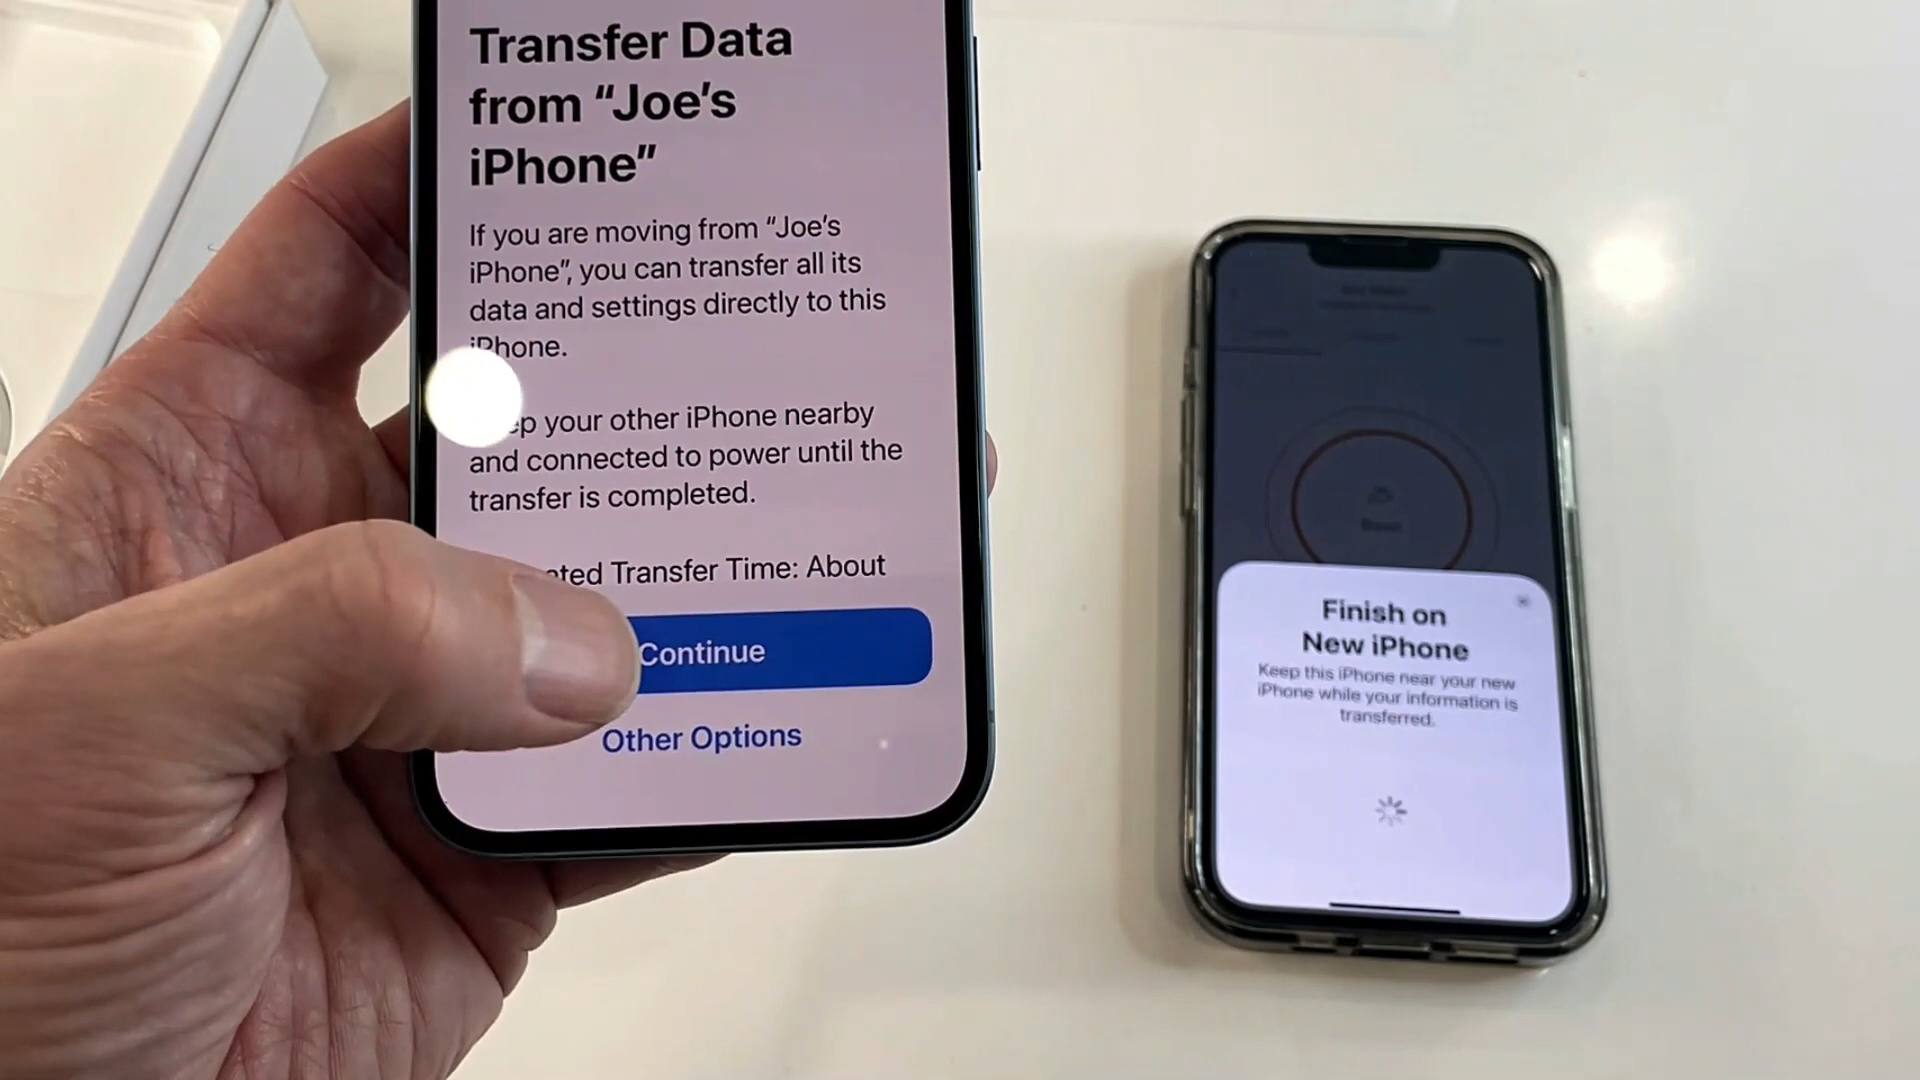 Transfer Data
from “Joe’s
iPhone”
If you are moving from “Joe’s
iPhone”, you can transfer all its
data and settings directly to this
iPhone.
your other iPhone nearby
and connected to power until the
transfer is completed.
Transfer Time: About
Continue
Other Options
Finish on
New iPhone
Keep this iPhone near your new
iPhone while your information is
transferred.